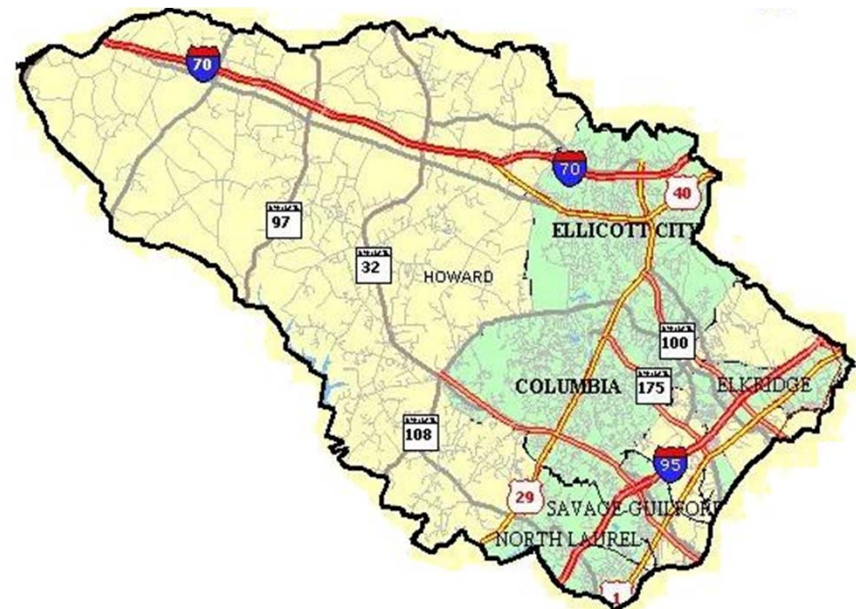 70
70
40
ELLICOTT CITY
97
32
HOWARD
100
COLUMBIA
175
ELKRIDGE
108
95
29
SAVAGE-GUILFORD
NORTH LAUREL
1